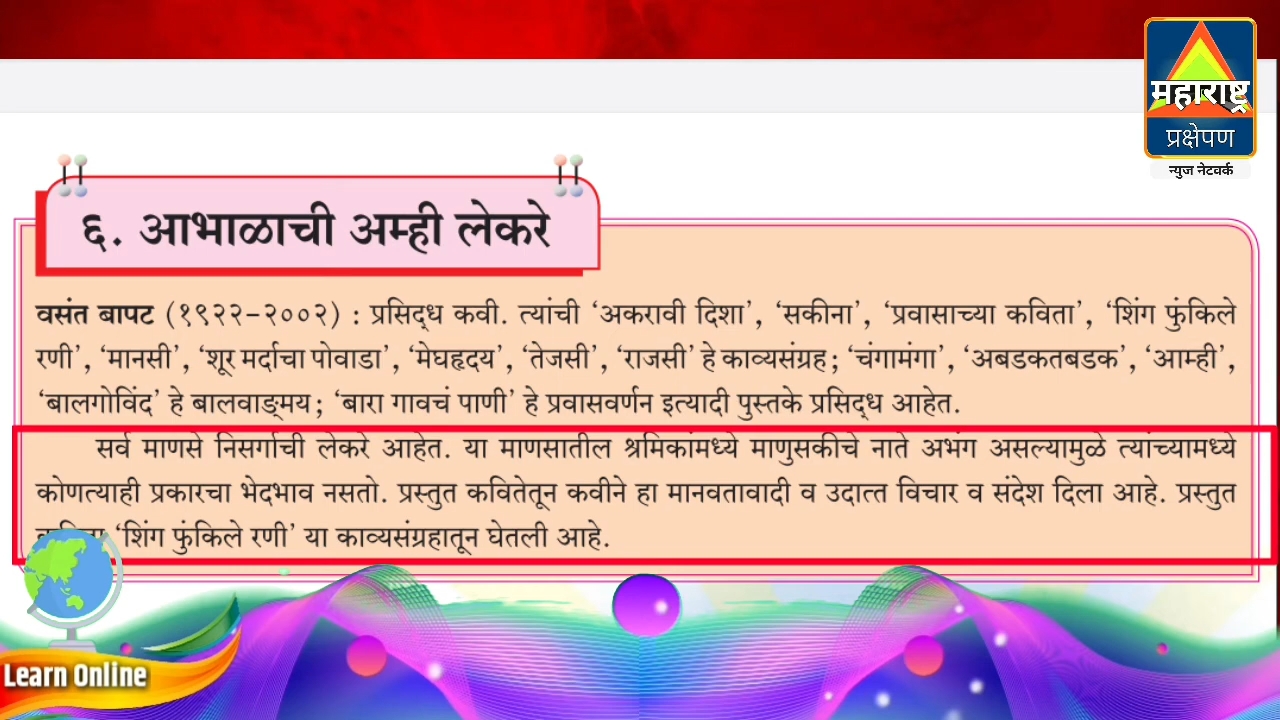 महाराष्ट्र
प्रक्षेपण
न्युज नेटवर्क
६. आभाळाची अम्ही लेकरे
वसंत बापट (१९२२-२००२) : प्रसिद्ध कवी. त्यांची ‘अकरावी दिशा’, ‘सकीना’, ‘प्रवासाच्या कविता’, ‘शिंग फुंकिले
रणी’, ‘मानसी’, ‘शूर मर्दाचा पोवाडा’, ‘मेघहृदय’, ‘तेजसी’, ‘राजसी’ हे काव्यसंग्रह; ‘चंगामंगा’, ‘अबडकतबडक’, ‘आम्ही’,
‘बालगोविंद’ हे बालवाङ्मय; ‘बारा गावचं पाणी’ हे प्रवासवर्णन इत्यादी पुस्तके प्रसिद्ध आहेत.
सर्व माणसे निसर्गाची लेकरे आहेत. या माणसातील श्रमिकांमध्ये माणुसकीचे नाते अभंग असल्यामुळे त्यांच्यामध्ये
कोणत्याही प्रकारचा भेदभाव नसतो. प्रस्तुत कवितेतून कवीने हा मानवतावादी व उदात्त विचार व संदेश दिला आहे. प्रस्तुत
‘शिंग फुंकिले रणी’ या काव्यसंग्रहातून घेतली आहे.
Learn Online